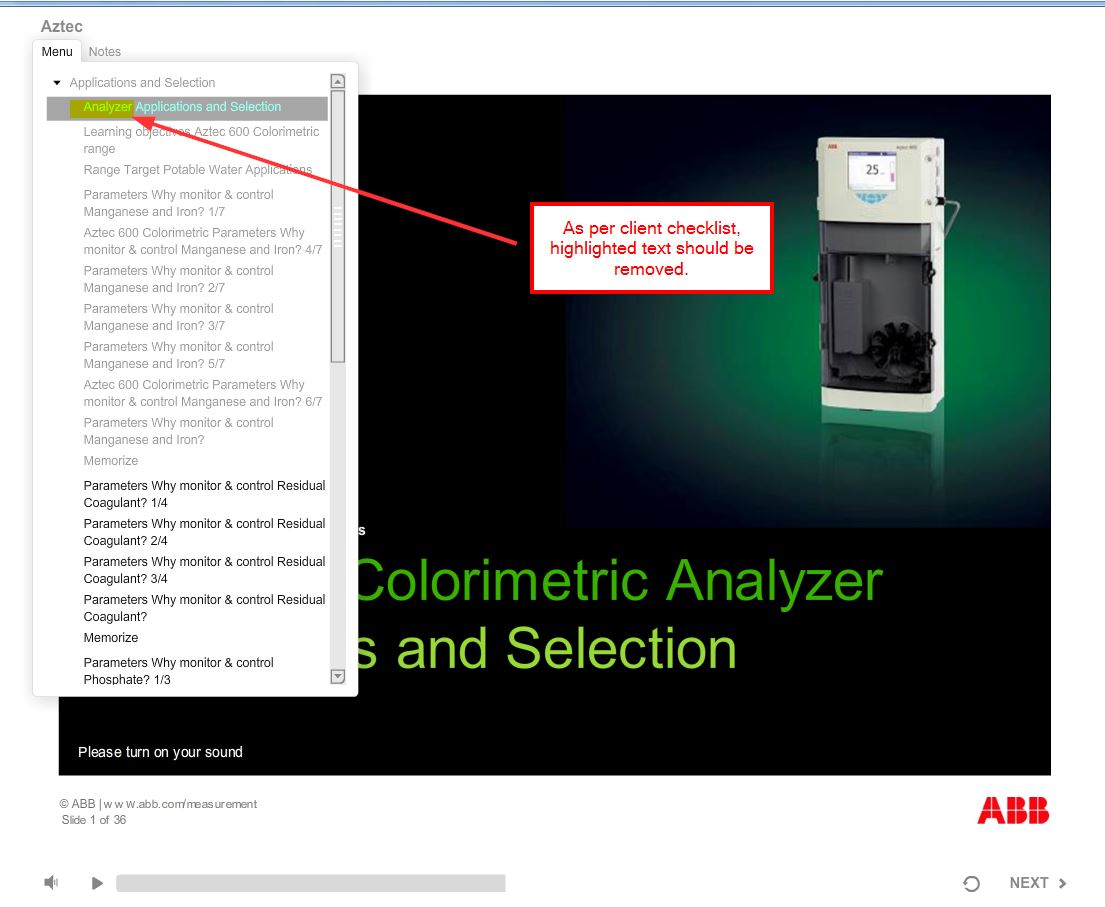 Aztec
Menu
Notes
Applications and Selection
Analyzer Applications and Selection
Learning objectives Aztec 600 Colorimetric
range
Range Target Potable Water Applications
Parameters Why monitor & control
Manganese and Iron? 1/7
Aztec 600 Colorimetric Parameters Why
monitor & control Manganese and Iron? 4/7
Parameters Why monitor & control
Manganese and Iron? 2/7
Parameters Why monitor & control
Manganese and Iron? 3/7
Parameters Why monitor & control
Manganese and Iron? 5/7
Aztec 600 Colorimetric Parameters Why
monitor & control Manganese and Iron? 6/7
Parameters Why monitor & control
Manganese and Iron?
Memorize
Parameters Why monitor & control Residual
Coagulant? 1/4
Parameters Why monitor & control Residual
Coagulant? 2/4
Parameters Why monitor & control Residual
Coagulant? 3/4
Parameters Why monitor & control Residual
Coagulant?
Memorize
Parameters Why monitor & control
Phosphate? 1/3
As per client checklist,
highlighted text should be
removed.
ABB
Aztec 600
s
Colorimetric Analyzer
s and Selection
Please turn on your sound
© ABB | www.abb.com/measurement
Slide 1 of 36
ABB
NEXT